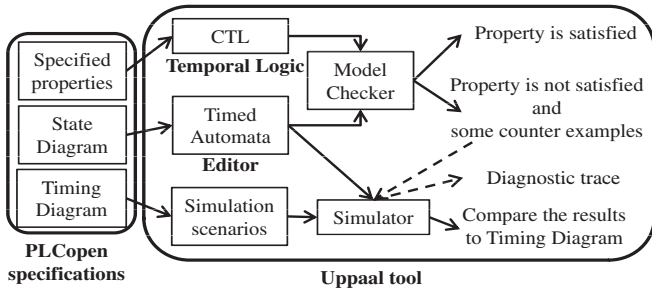 Specified
properties
State
Diagram
Timing
Diagram
PLCopen
specifications
CTL
Temporal Logic
Timed
Automata
Editor
Simulation
scenarios
Model
Checker
Simulator
Property is satisfied
Property is not satisfied
and
some counter examples
Diagnostic trace
Compare the results
to Timing Diagram
Uppaal tool